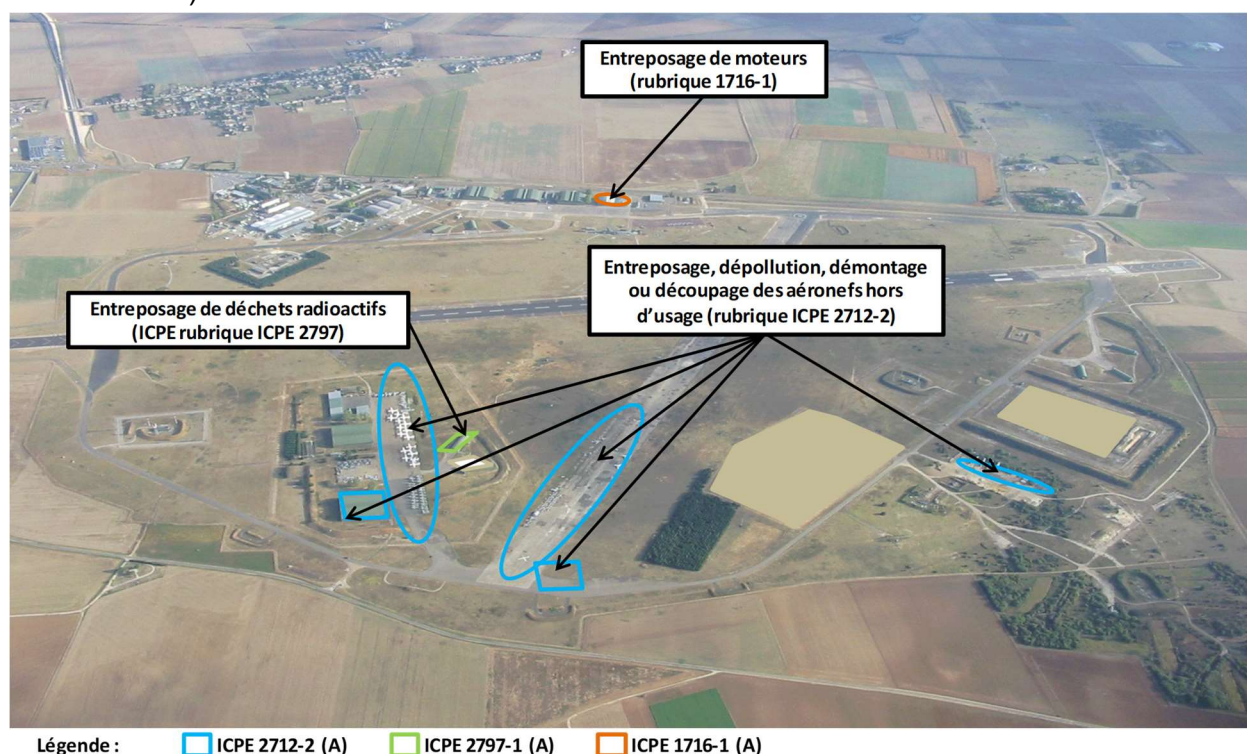 Entreposage de moteurs
(rubrique 1716-1)
Entreposage, dépollution, démontage
ou découpage des aéronefs hors
d’usage (rubrique ICPE 2712-2)
Entreposage de déchets radioactifs
(ICPE rubrique ICPE 2797)
Légende :
ICPE 2712-2 (A)
ICPE 2797-1 (A)
ICPE 1716-1 (A)